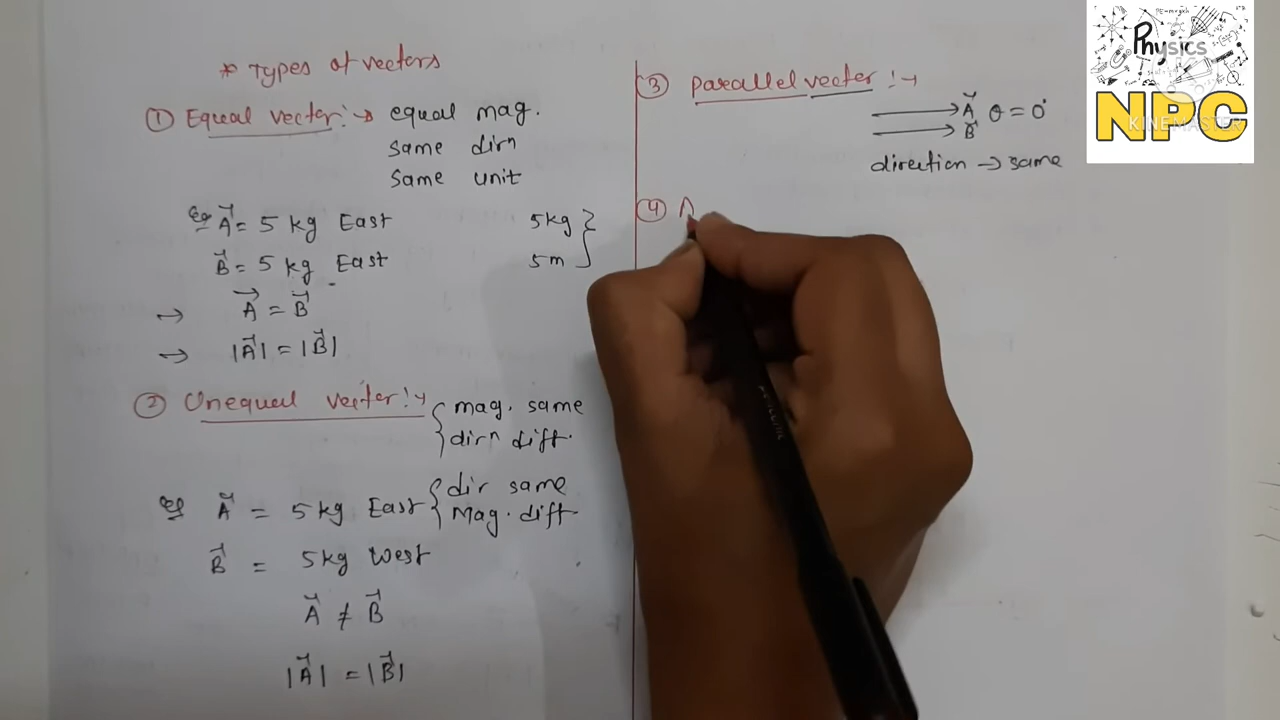 * Types of vectors
① Equal vector :→ equal mag.
same dirn
same unit
Eg A⃗ = 5 kg East 5kg }
B⃗ = 5 kg East 5m
→ A⃗ = B⃗
→ |A⃗| = |B⃗|
② Unequal vector :→ { mag. same
dirn diff.
Eg A⃗ = 5 kg East { dir same
Mag. diff
B⃗ = 5kg West
A⃗ ≠ B⃗
|A⃗| = |B⃗|
③ parallel vector :→
A⃗ θ = 0°
B⃗
direction → same
④ A
Physics
NPC
KINEMASTER